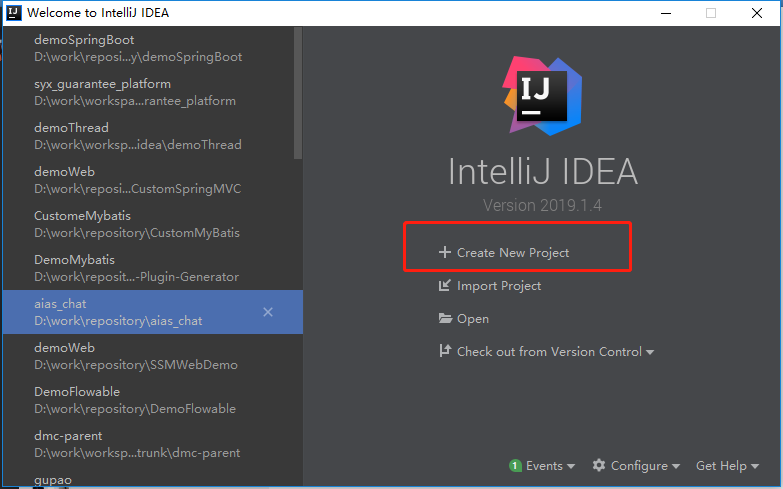 Welcome to IntelliJ IDEA
demoSpringBoot
D:\work\reposi...y\demoSpringBoot
syx_guarantee_platform
D:\work\workspa...rantee_platform
demoThread
D:\work\worksp...idea\demoThread
demoWeb
D:\work\reposi...CustomSpringMVC
CustomeMybatis
D:\work\repository\CustomMyBatis
DemoMybatis
D:\work\repositor...-Plugin-Generator
aias_chat
D:\work\repository\aias_chat
demoWeb
D:\work\repository\SSMWebDemo
DemoFlowable
D:\work\repository\DemoFlowable
dmc-parent
D:\work\worksp...trunk\dmc-parent
gupao
IJ
IntelliJ IDEA
Version 2019.1.4
Create New Project
Import Project
Open
Check out from Version Control
1 Events
Configure
Get Help